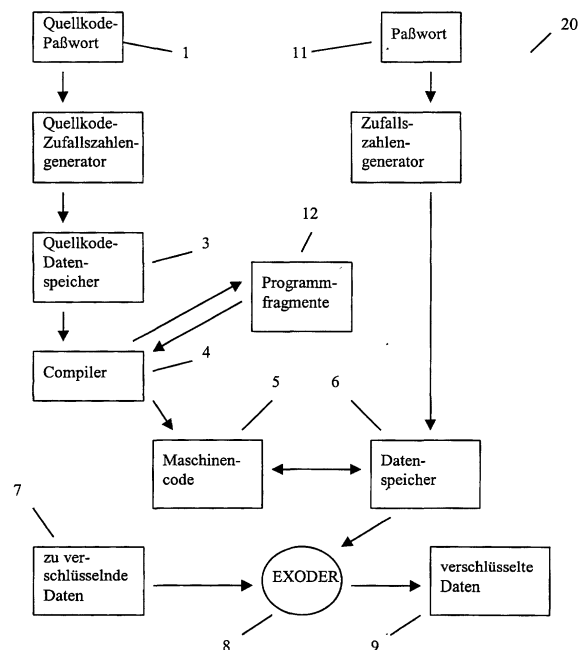 Quellkode-
Paßwort
1
11
Paßwort
20
Quellkode-
Zufallszahlen-
generator
Zufalls-
zahlen-
generator
Quellkode-
Daten-
speicher
3
12
Programm-
fragmente
Compiler
4
5
6
Maschinen-
code
Daten-
speicher
7
zu ver-
schlüsselnde
Daten
EXODER
verschlüsselte
Daten
8
9